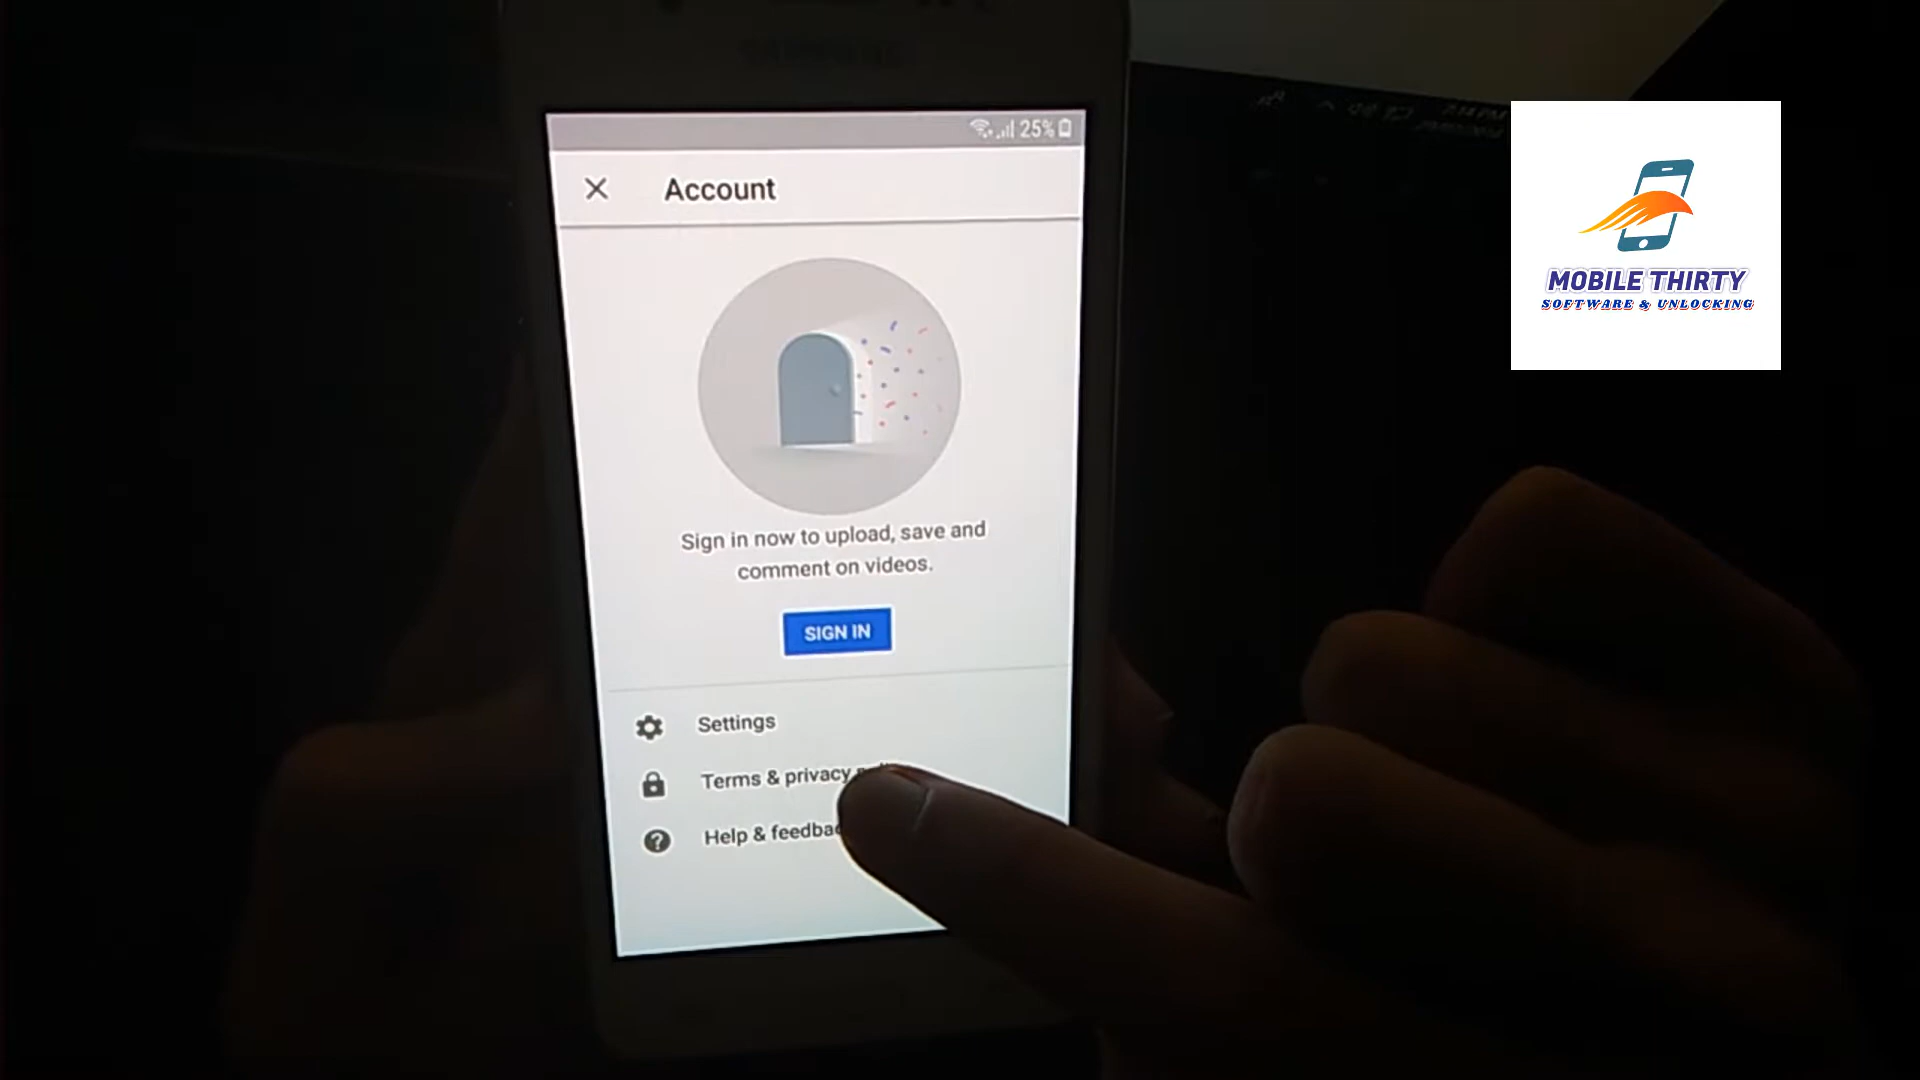 SAMSUNG
25%
Account
Sign in now to upload, save and
comment on videos.
SIGN IN
Settings
Terms & privacy
Help &
MOBILE THIRTY
SOFTWARE & UNLOCKING